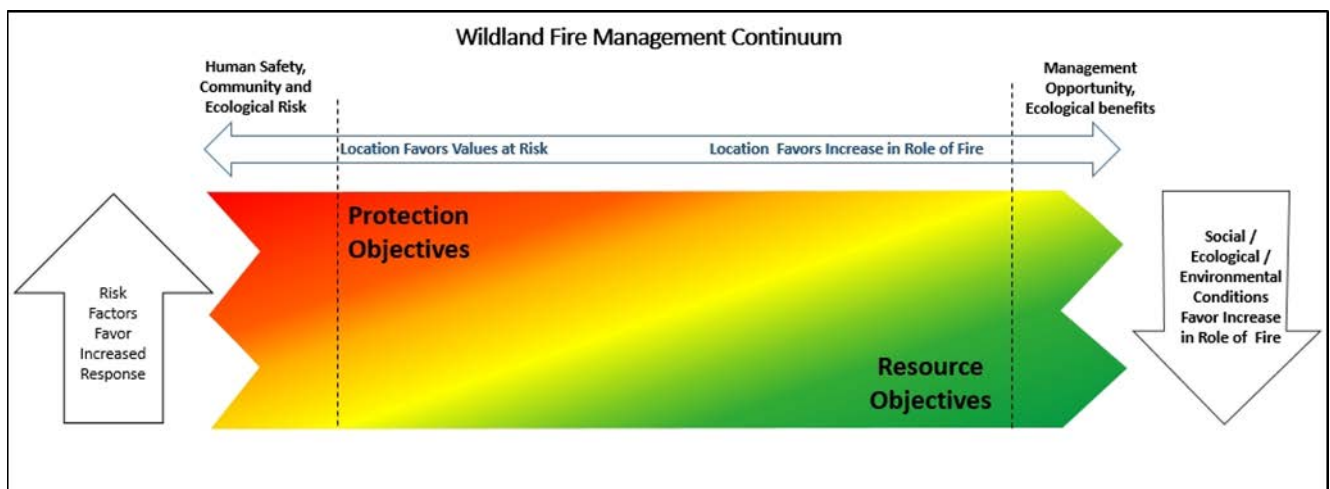 Wildland Fire Management Continuum
Human Safety,
Community and
Ecological Risk
Management
Opportunity,
Ecological benefits
Location Favors Values at Risk
Location Favors Increase in Role of Fire
Protection
Objectives
Risk
Factors
Favor
Increased
Response
Social /
Ecological /
Environmental
Conditions
Favor Increase
in Role of Fire
Resource
Objectives